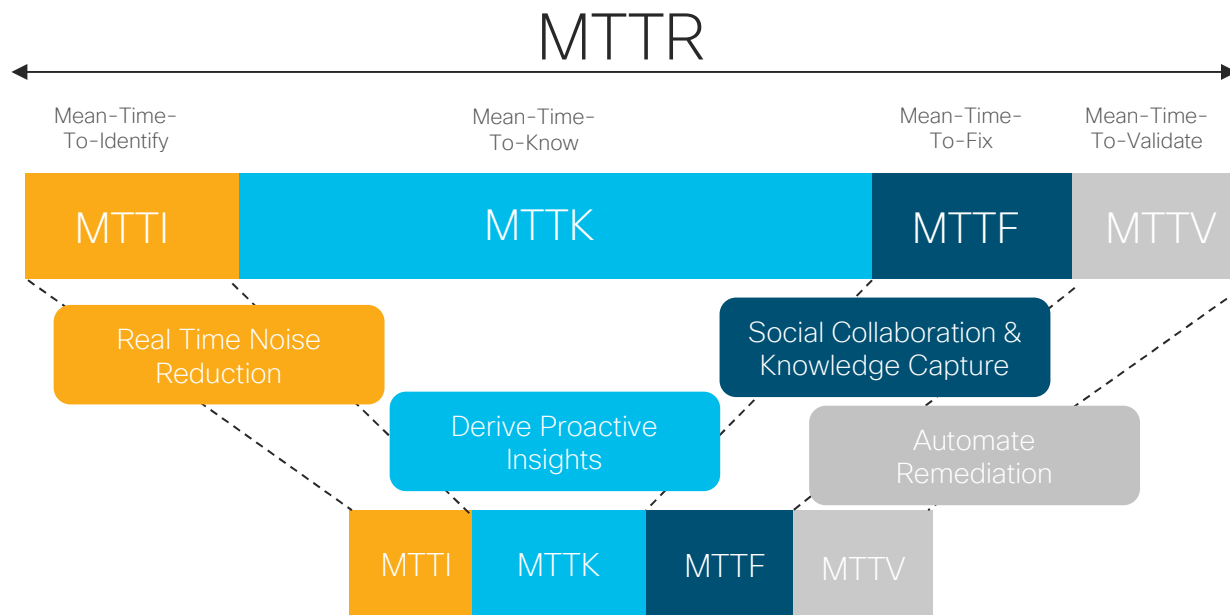 MTTR
Mean-Time-
To-Identify
Mean-Time-
To-Know
Mean-Time-
To-Fix
Mean-Time-
To-Validate
MTTI
MTTK
MTTF
MTTV
Real Time Noise
Reduction
Social Collaboration &
Knowledge Capture
Derive Proactive
Insights
Automate
Remediation
MTTI
MTTK
MTTF
MTTV